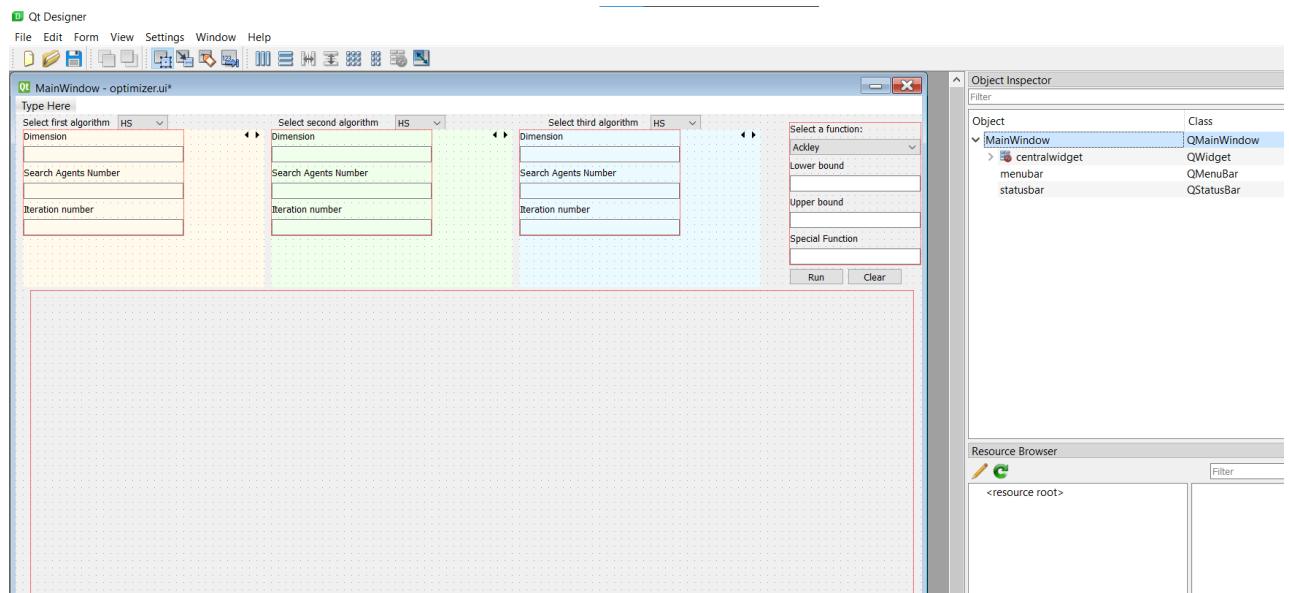 Qt Designer
File Edit Form View Settings Window Help
MainWindow - optimizer.ui*
Type Here
Select first algorithm HS Select second algorithm HS Select third algorithm HS
Dimension Dimension Dimension
Search Agents Number Search Agents Number Search Agents Number
Iteration number Iteration number Iteration number
Select a function:
Ackley
Lower bound
Upper bound
Special Function
Run Clear
Object Inspector
Filter
Object Class
MainWindow QMainWindow
centralwidget QWidget
menubar QMenuBar
statusbar QStatusBar
Resource Browser
Filter
<resource root>